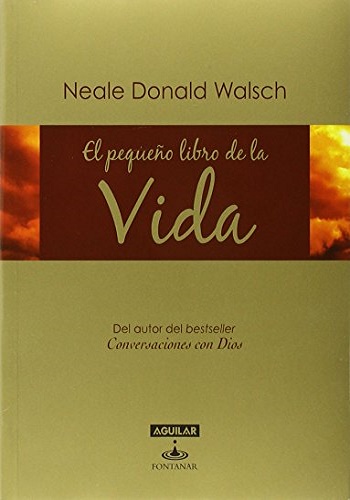 Neale Donald Walsch
El pequeño libro de la
Vida
Del autor del bestseller
Conversaciones con Dios
AGUILAR
FONTANAR